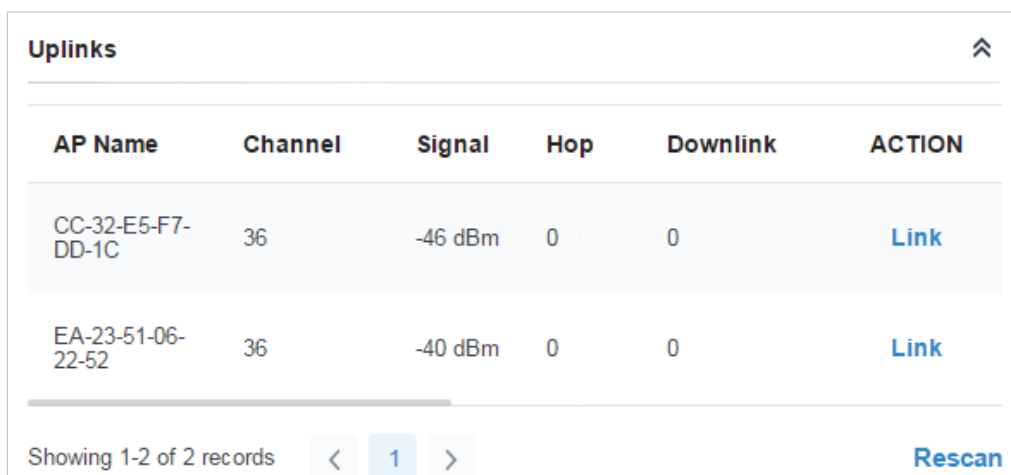 Uplinks
AP Name Channel Signal Hop Downlink ACTION
CC-32-E5-F7-
DD-1C 36 -46 dBm 0 0 Link
EA-23-51-06-
22-52 36 -40 dBm 0 0 Link
Showing 1-2 of 2 records < 1 > Rescan